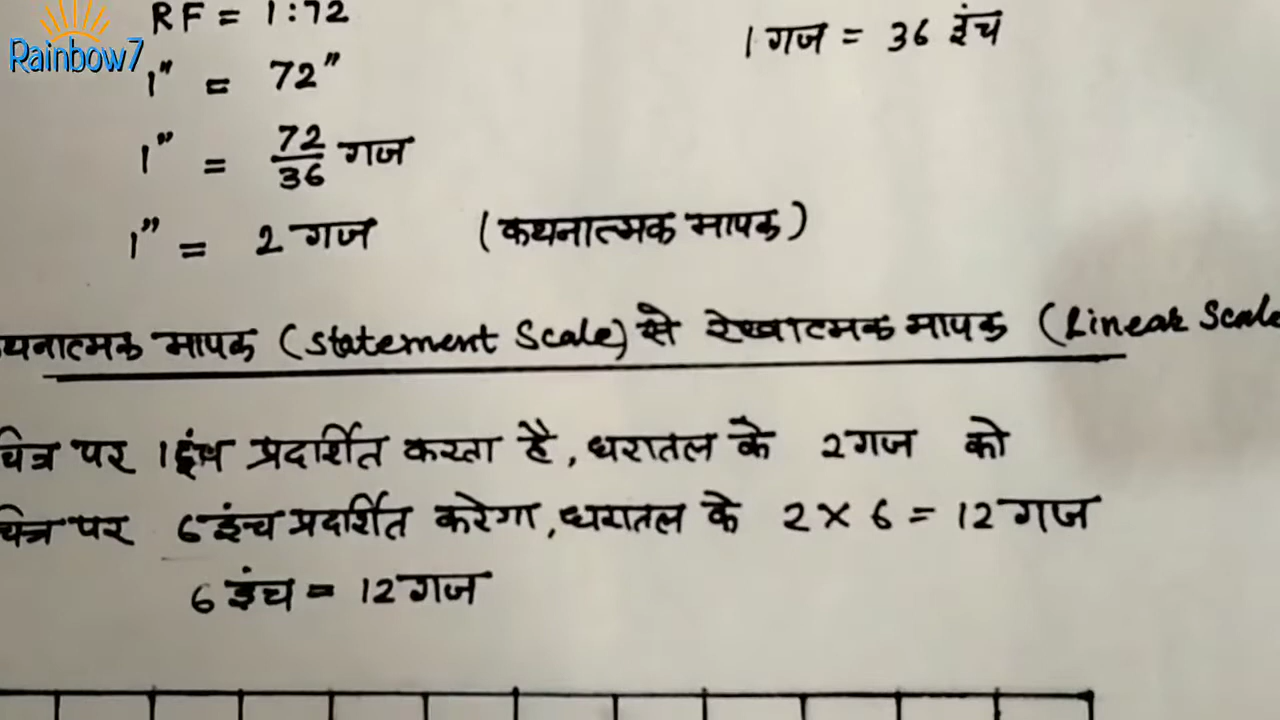 RF = 1:72
Rainbow7
1 गज = 36 इंच
1" = 72"
1" = 72/36 गज
1" = 2 गज (कथनात्मक मापक)
मापक (Statement Scale) से रेखात्मक मापक (Linear Scale
पर 1 इंच प्रदर्शित करता है, धरातल के 2 गज को
पर 6 इंच प्रदर्शित करेगा, धरातल के 2 × 6 = 12 गज
6 इंच = 12 गज